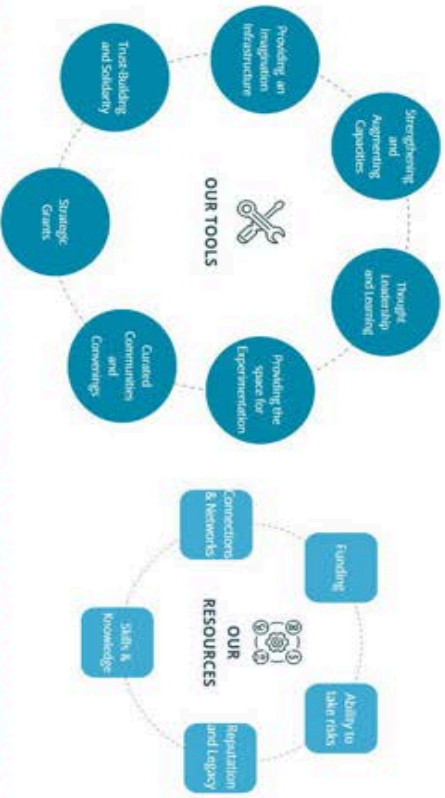 Strengthening
and
Augmenting
Capacities
Thought
Leadership
and Learning
Providing the
space for
Experimentation
Curated
Communities
and
Convenings
Strategic
Grants
Trust-Building
and Solidarity
Providing an
Imagination
Infrastructure
OUR TOOLS
Funding
Ability to
take risks
Reputation
and Legacy
Skills &
Knowledge
Connections
& Networks
OUR
RESOURCES